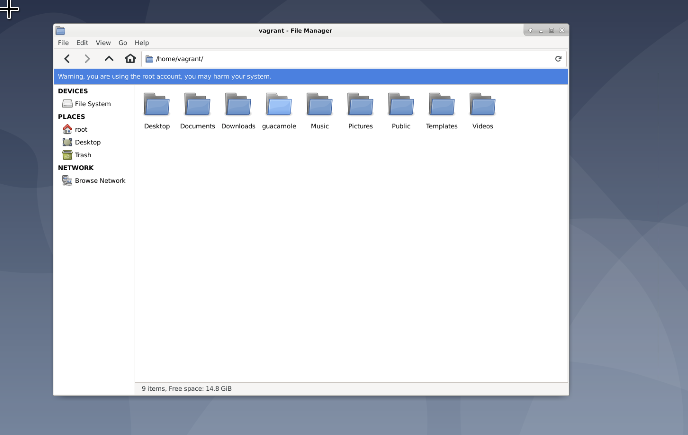 vagrant - File Manager
File Edit View Go Help
/home/vagrant/
Warning, you are using the root account, you may harm your system.
DEVICES
File System
PLACES
root
Desktop
Trash
NETWORK
Browse Network
Desktop Documents Downloads guacamole Music Pictures Public Templates Videos
9 items, Free space: 14.8 GiB